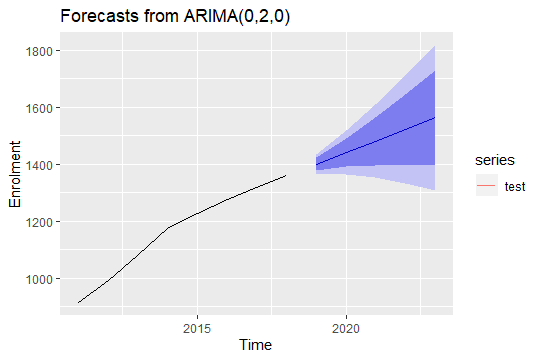 Forecasts from ARIMA(0,2,0)
1800
1600
1400
1200
1000
Enrolment
2015
2020
Time
series
test